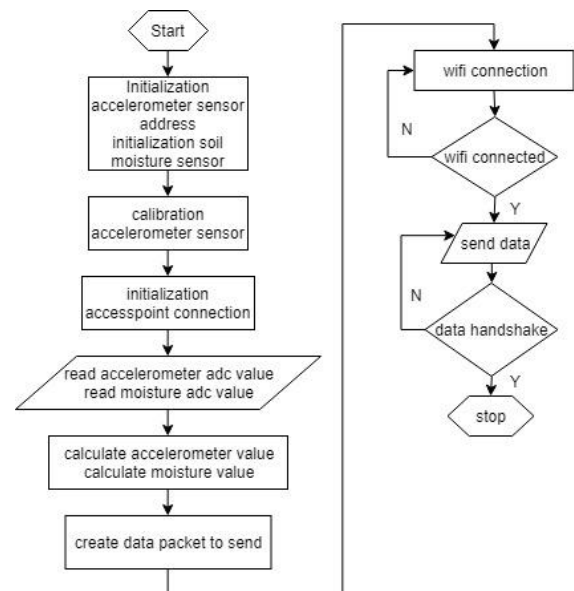 Start
Initialization
accelerometer sensor
address
initialization soil
moisture sensor
calibration
accelerometer sensor
initialization
accesspoint connection
read accelerometer adc value
read moisture adc value
calculate accelerometer value
calculate moisture value
create data packet to send
wifi connection
N
wifi connected
Y
send data
N
data handshake
Y
stop